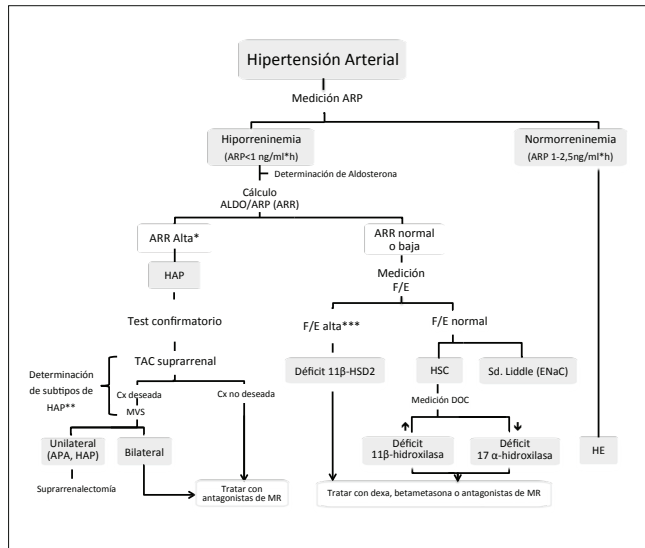 Hipertensión Arterial
Medición ARP
Hiporreninemia
(ARP<1 ng/ml*h)
Normorreninemia
(ARP 1-2,5ng/ml*h)
Determinación de Aldosterona
Cálculo
ALDO/ARP (ARR)
ARR Alta*
ARR normal
o baja
HAP
Medición
F/E
Test confirmatorio
F/E alta***
F/E normal
TAC suprarrenal
Determinación
de subtipos de
HAP**
Déficit 11β-HSD2
HSC
Sd. Liddle (ENaC)
Cx deseada
Cx no deseada
MVS
Medición DOC
Unilateral
(APA, HAP)
Bilateral
Déficit
11β-hidroxilasa
Déficit
17 α-hidroxilasa
HE
Suprarrenalectomía
Tratar con
antagonistas de MR
Tratar con dexa, betametasona o antagonistas de MR